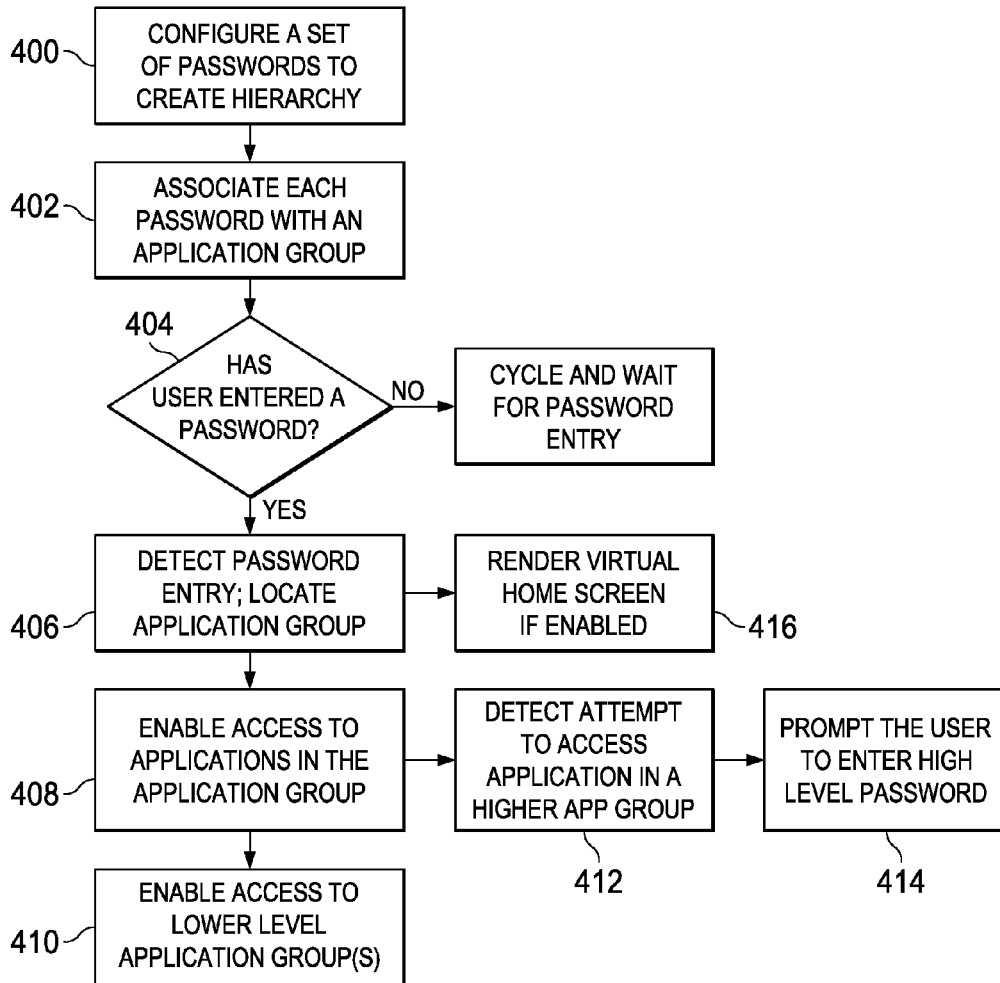 400
CONFIGURE A SET
OF PASSWORDS TO
CREATE HIERARCHY
402
ASSOCIATE EACH
PASSWORD WITH AN
APPLICATION GROUP
404
HAS
USER ENTERED A
PASSWORD?
NO
CYCLE AND WAIT
FOR PASSWORD
ENTRY
YES
406
DETECT PASSWORD
ENTRY; LOCATE
APPLICATION GROUP
RENDER VIRTUAL
HOME SCREEN
IF ENABLED
416
408
ENABLE ACCESS TO
APPLICATIONS IN THE
APPLICATION GROUP
DETECT ATTEMPT
TO ACCESS
APPLICATION IN A
HIGHER APP GROUP
412
PROMPT THE USER
TO ENTER HIGH
LEVEL PASSWORD
414
410
ENABLE ACCESS TO
LOWER LEVEL
APPLICATION GROUP(S)